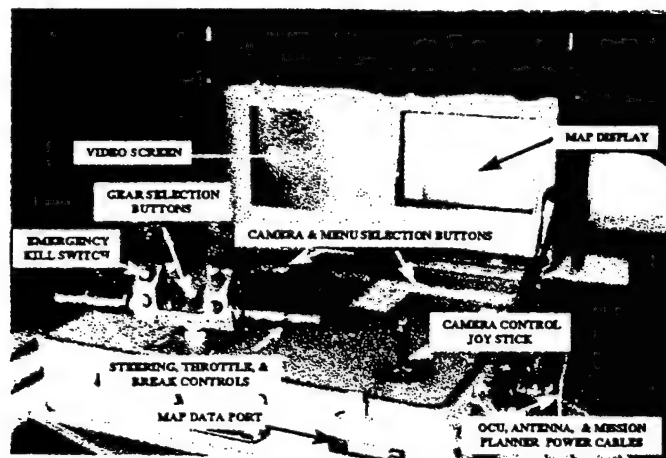 VIDEO SCREEN
MAP DISPLAY
GEAR SELECTION
BUTTONS
CAMERA & MENU SELECTION BUTTONS
EMERGENCY
KILL SWITCH
CAMERA CONTROL
JOY STICK
STEERING, THROTTLE, &
BREAK CONTROLS
MAP DATA PORT
OCU, ANTENNA, & MISSION
PLANNER POWER CABLES